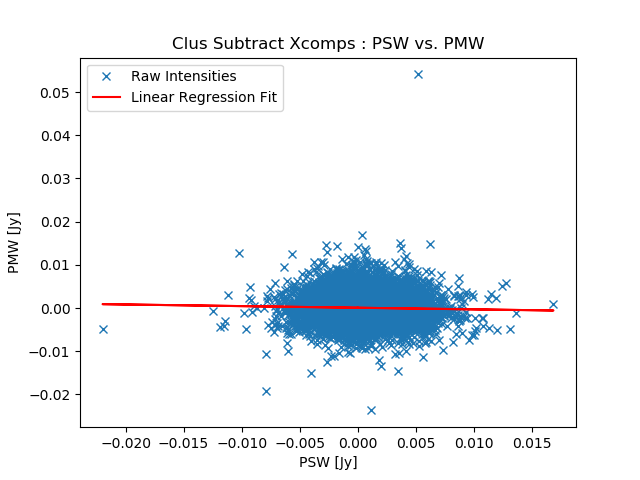 Clus Subtract Xcomps : PSW vs. PMW
Raw Intensities
Linear Regression Fit
PMW [Jy]
0.05
0.04
0.03
0.02
0.01
0.00
−0.01
−0.02
−0.020 −0.015 −0.010 −0.005 0.000 0.005 0.010 0.015
PSW [Jy]